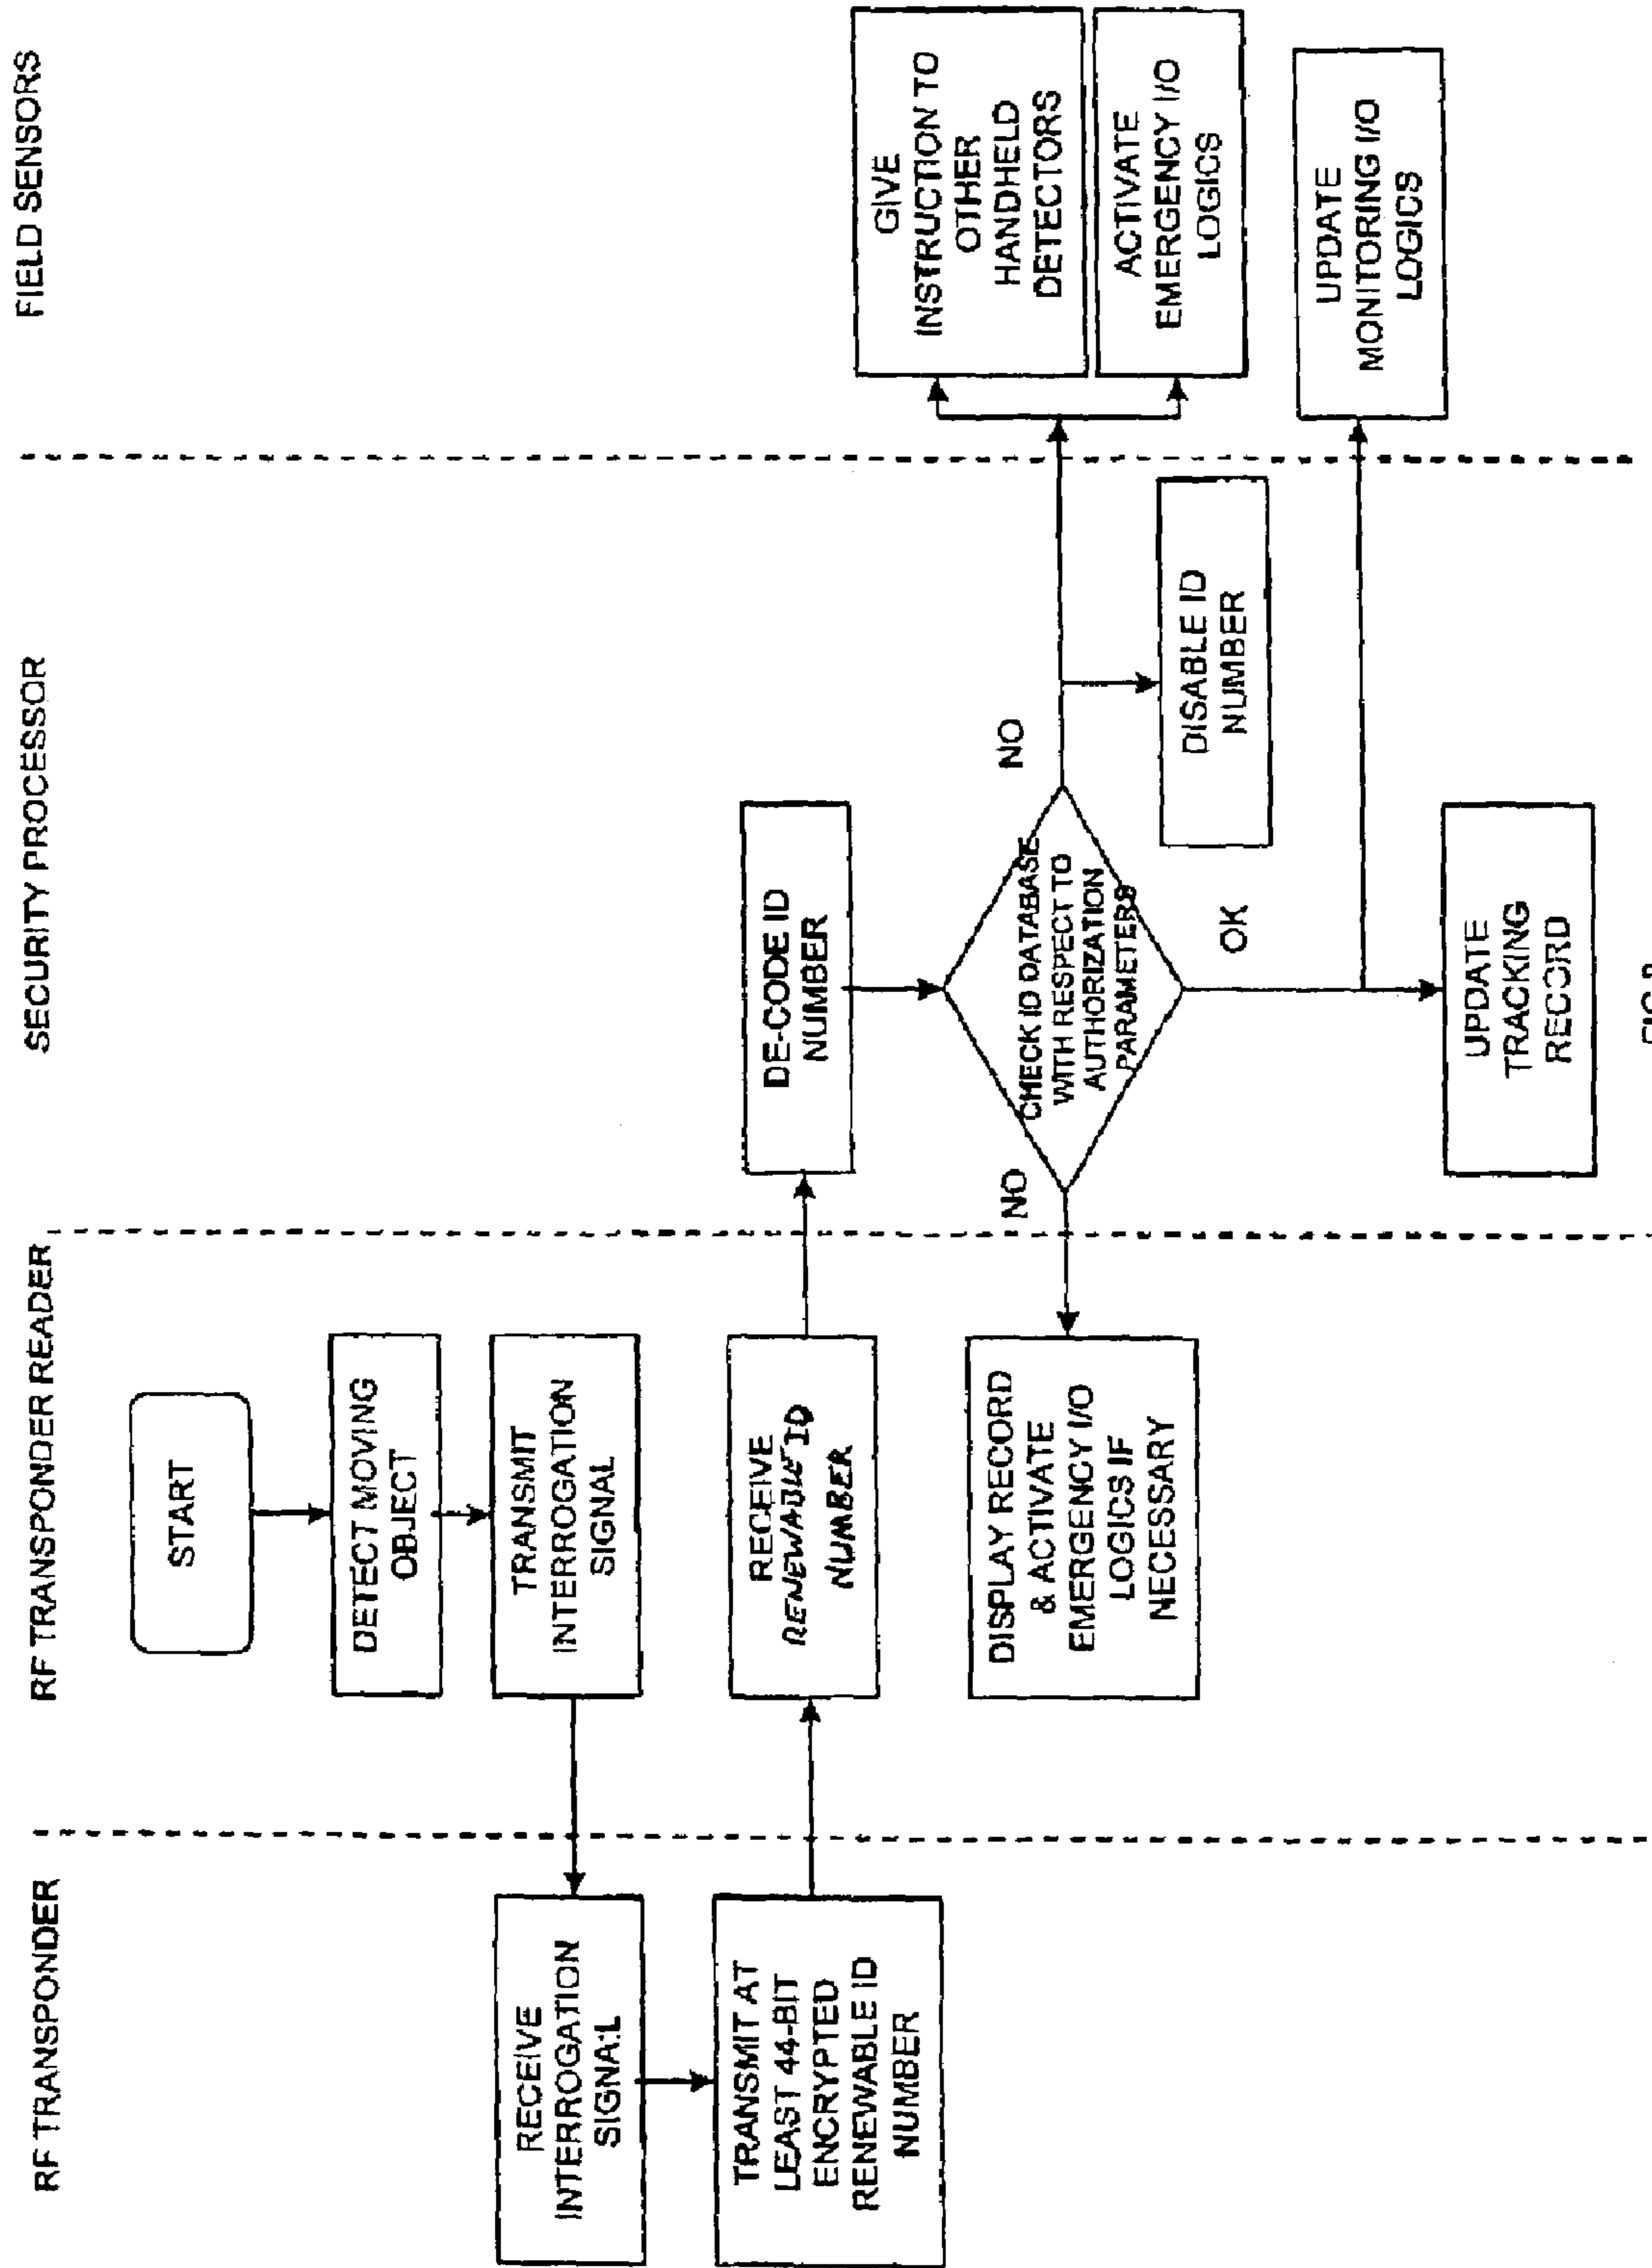 RF TRANSPONDER
RF TRANSPONDER READER
SECURITY PROCESSOR
FIELD SENSORS
START
DETECT MOVING
OBJECT
TRANSMIT
INTERROGATION
SIGNAL
RECEIVE
INTERROGATION
SIGNAL
TRANSMIT AT
LEAST 44-BIT
ENCRYPTED
RENEWABLE ID
NUMBER
RECEIVE
RENEWABLE ID
NUMBER
DE-CODE ID
NUMBER
CHECK ID DATABASE
WITH RESPECT TO
AUTHORIZATION
PARAMETERS
NO
NO
OK
DISPLAY RECORD
& ACTIVATE
EMERGENCY I/O
LOGICS IF
NECESSARY
DISABLE ID
NUMBER
GIVE
INSTRUCTION TO
OTHER
HANDHELD
DETECTORS
ACTIVATE
EMERGENCY I/O
LOGICS
UPDATE
MONITORING I/O
LOGICS
UPDATE
TRACKING
RECORD